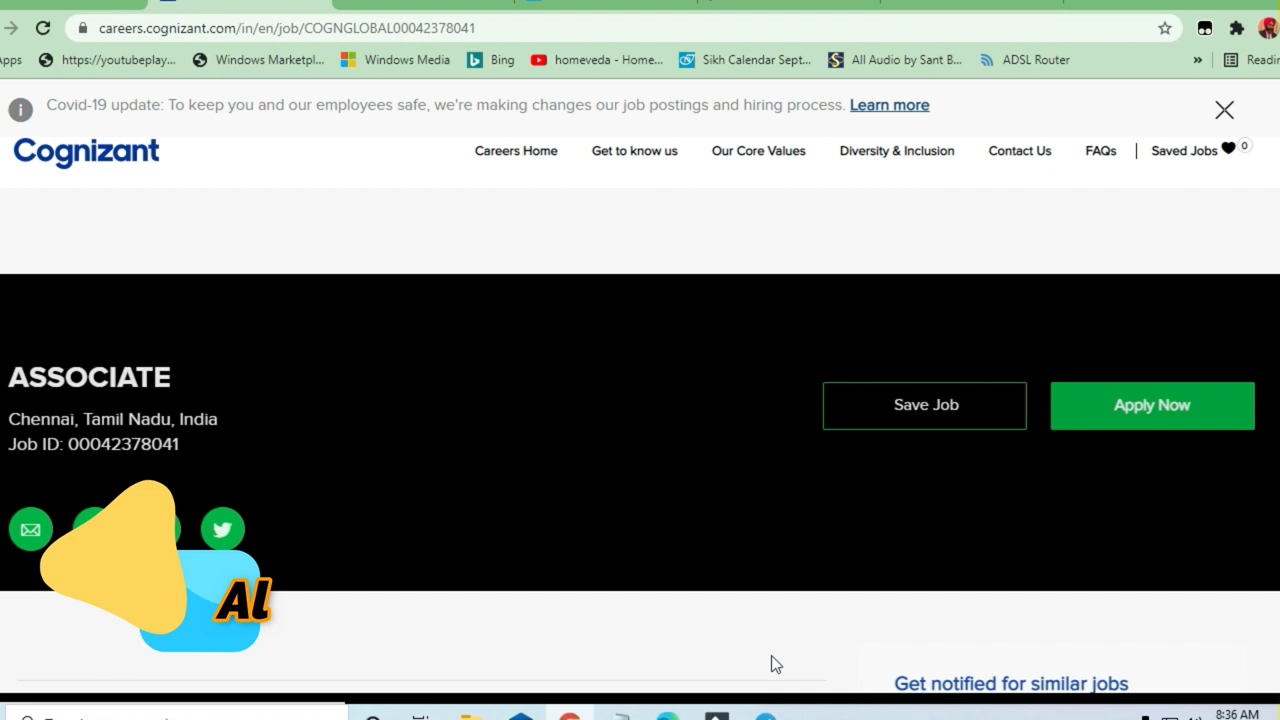 careers.cognizant.com/in/en/job/COGNGLOBAL00042378041
https://youtubeplay... Windows Marketpl... Windows Media Bing homeveda - Home... Sikh Calendar Sept... All Audio by Sant B... ADSL Router »
Covid-19 update: To keep you and our employees safe, we're making changes our job postings and hiring process. Learn more
Cognizant Careers Home Get to know us Our Core Values Diversity & Inclusion Contact Us FAQs | Saved Jobs 0
ASSOCIATE
Save Job Apply Now
Chennai, Tamil Nadu, India
Job ID: 00042378041
Al
Get notified for similar jobs
8:36 AM